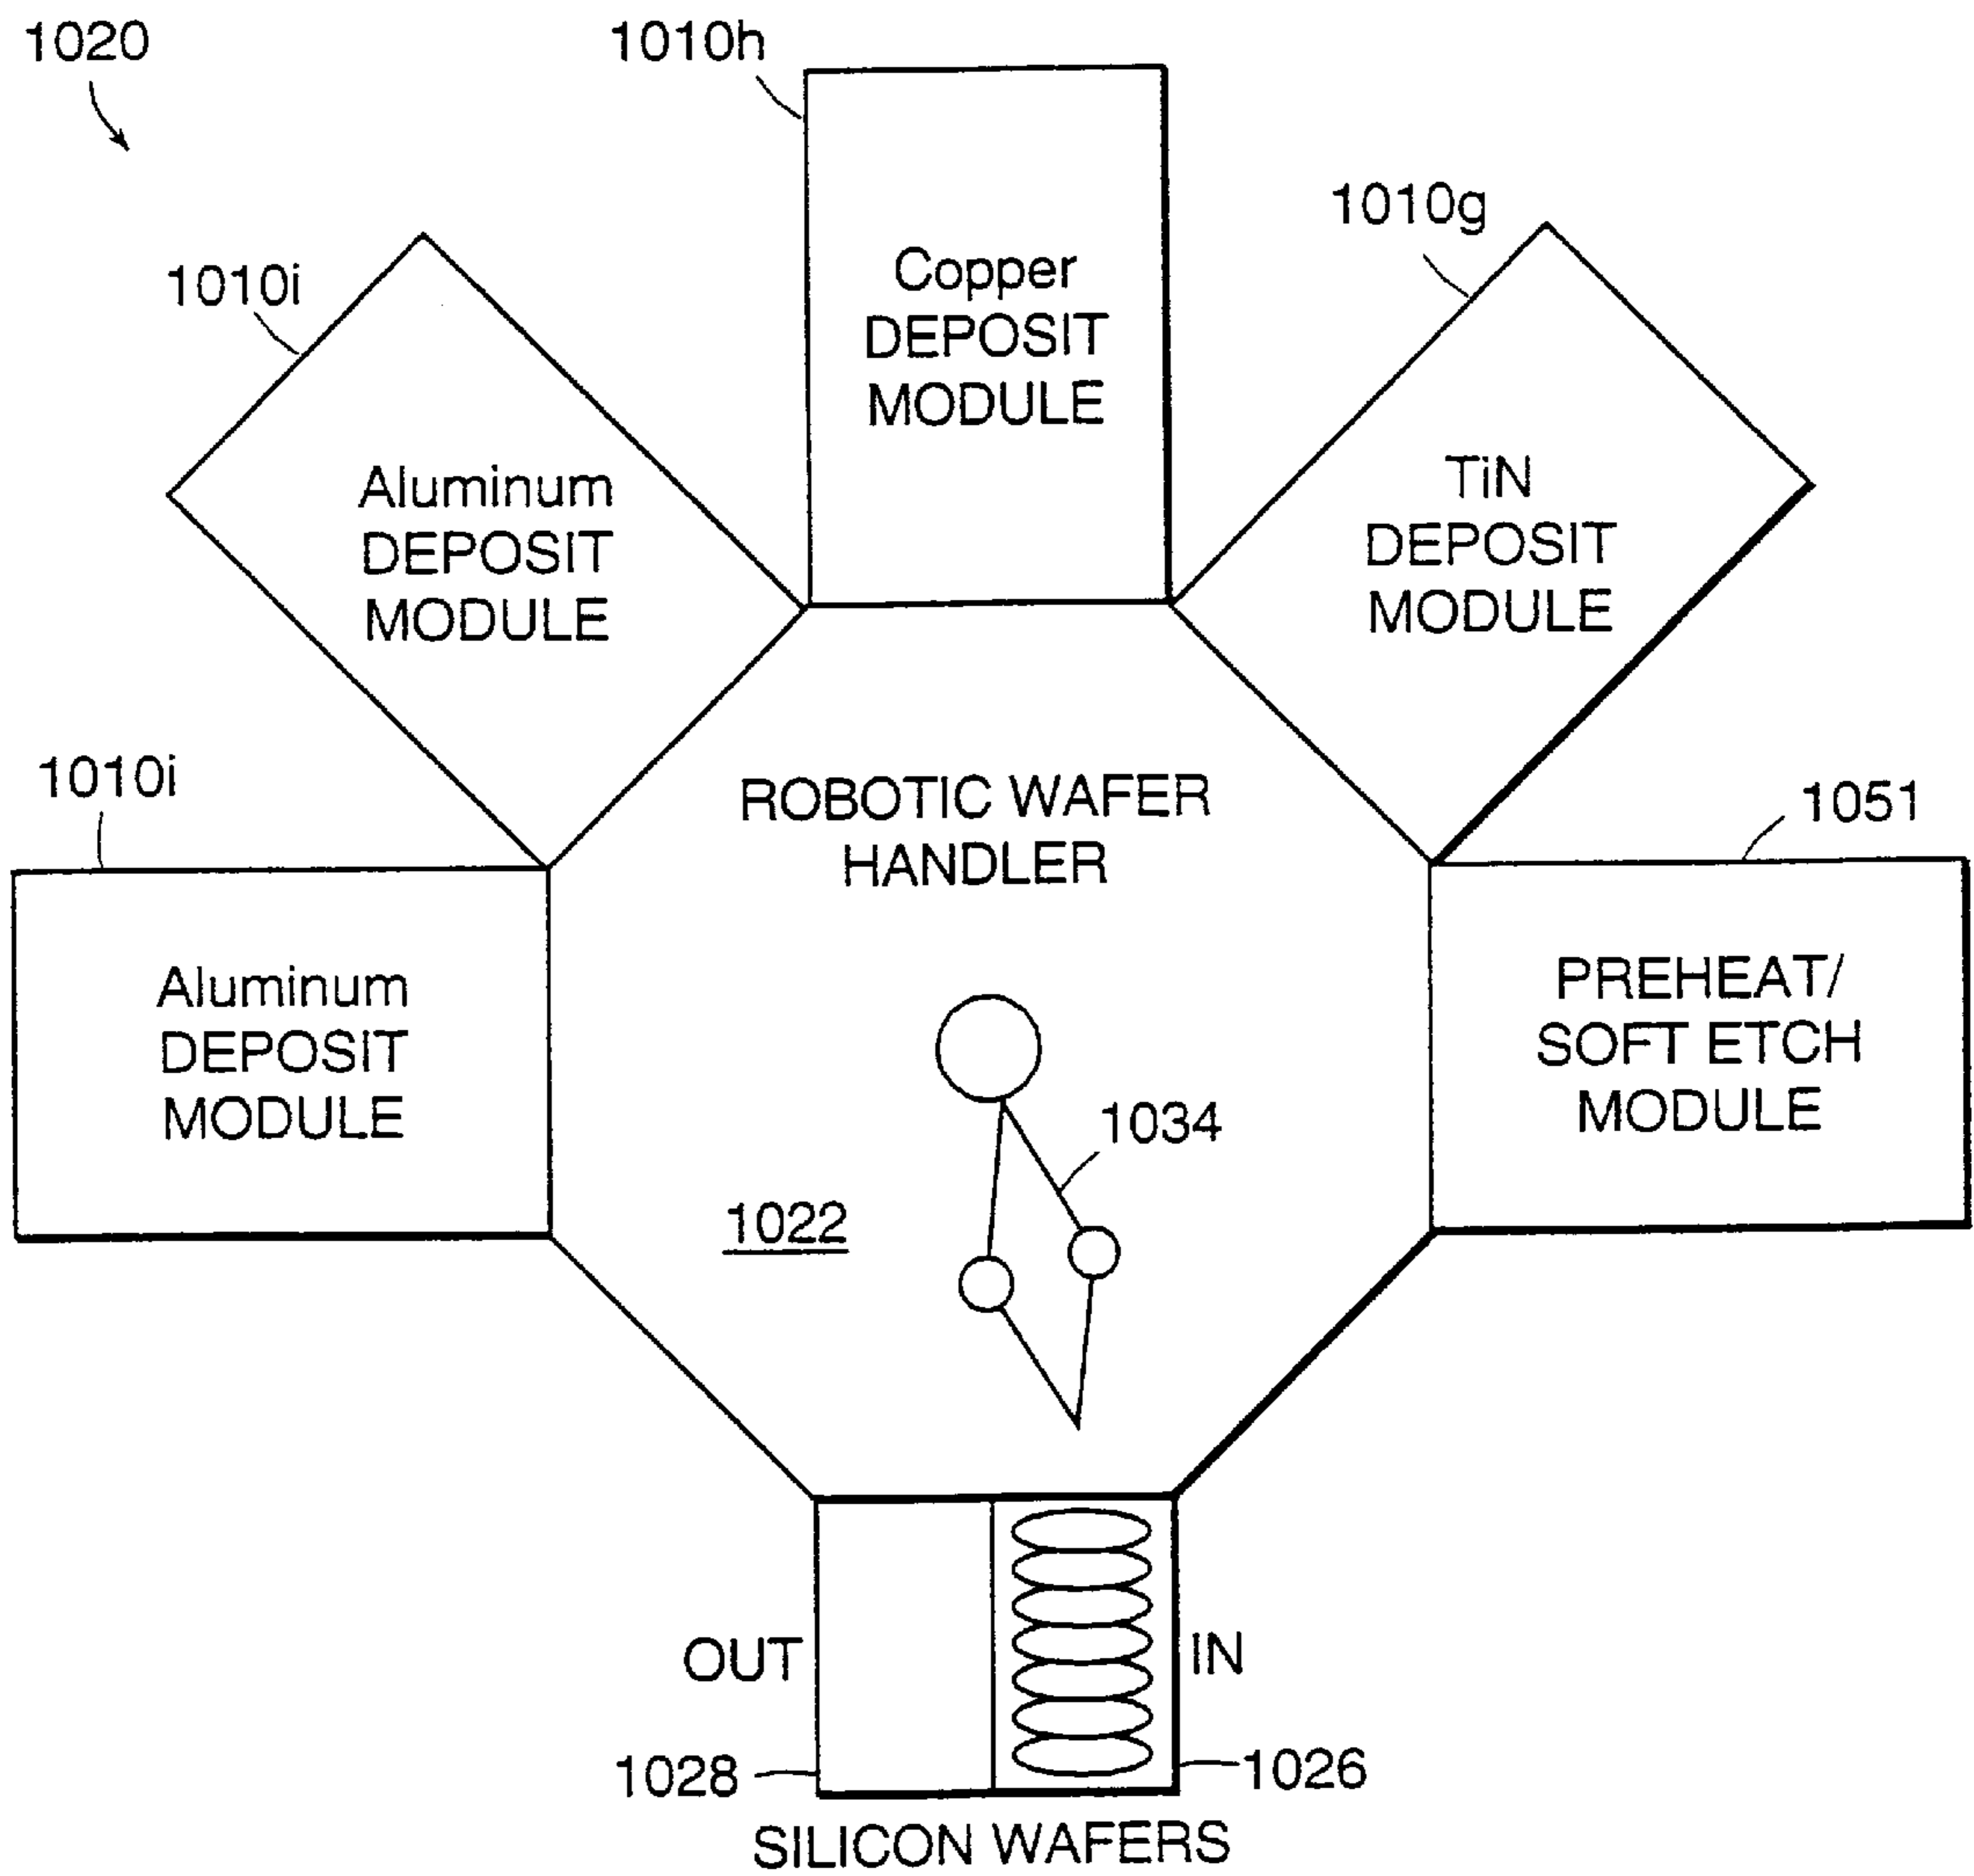 1020
1010h
1010g
1010i
Copper
DEPOSIT
MODULE
Aluminum
DEPOSIT
MODULE
TiN
DEPOSIT
MODULE
1010i
ROBOTIC WAFER
HANDLER
1051
Aluminum
DEPOSIT
MODULE
PREHEAT/
SOFT ETCH
MODULE
1034
1022
OUT
IN
1028
1026
SILICON WAFERS